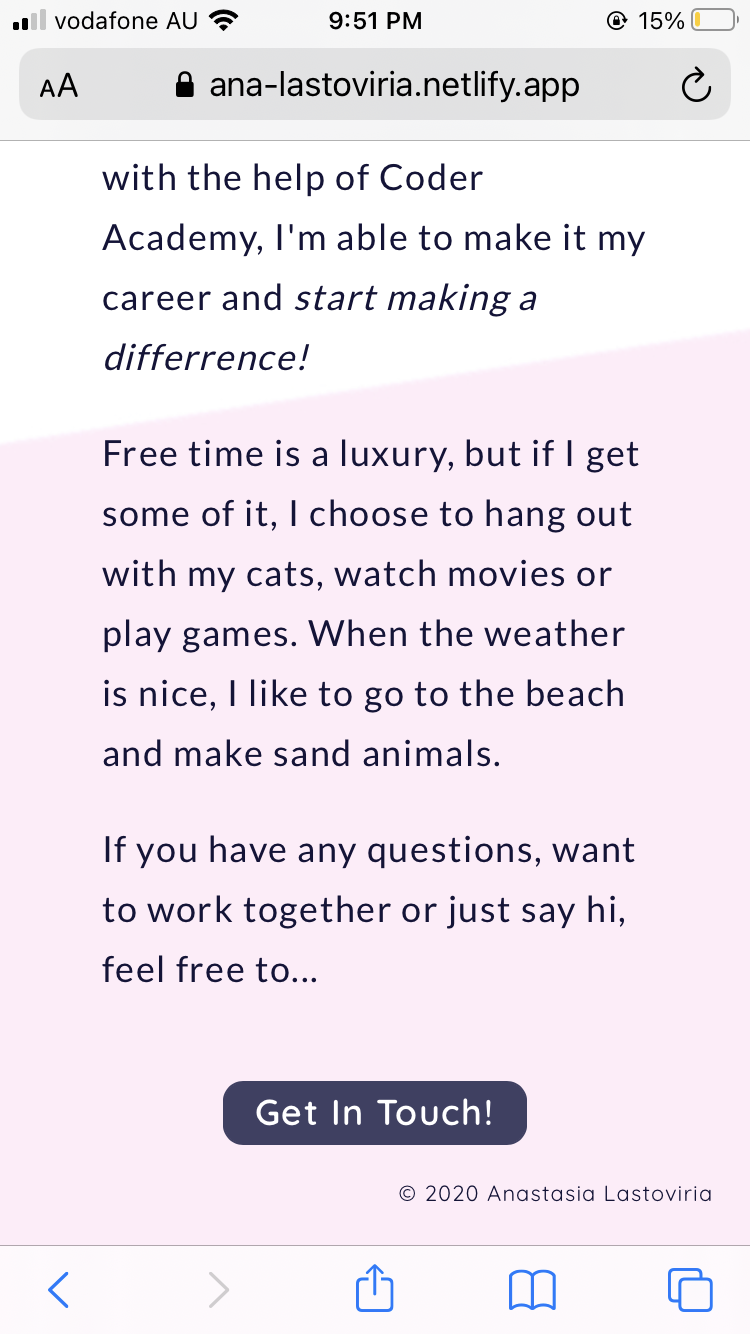 vodafone AU 9:51 PM 15%
AA ana-lastoviria.netlify.app
with the help of Coder
Academy, I'm able to make it my
career and start making a
differrence!
Free time is a luxury, but if I get
some of it, I choose to hang out
with my cats, watch movies or
play games. When the weather
is nice, I like to go to the beach
and make sand animals.
If you have any questions, want
to work together or just say hi,
feel free to...
Get In Touch!
© 2020 Anastasia Lastoviria